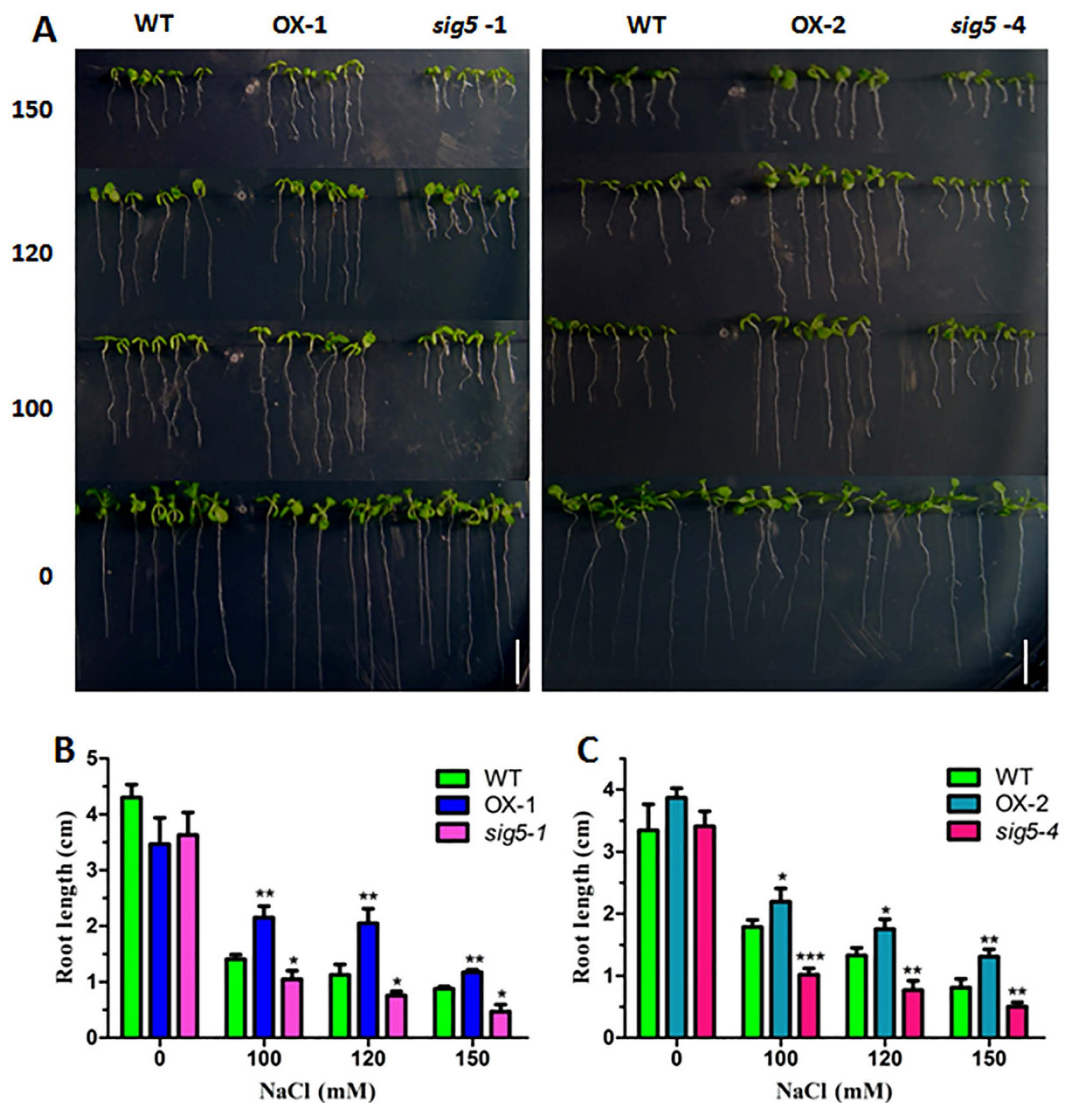 A WT OX-1 sig5 -1 WT OX-2 sig5 -4
150
120
100
0
B
Root length (cm)
5
4
3
2
1
0
WT
OX-1
sig5-1
** * ** * ** *
0 100 120 150
NaCl (mM)
C
Root length (cm)
4
3
2
1
0
WT
OX-2
sig5-4
* *** * ** ** **
0 100 120 150
NaCl (mM)